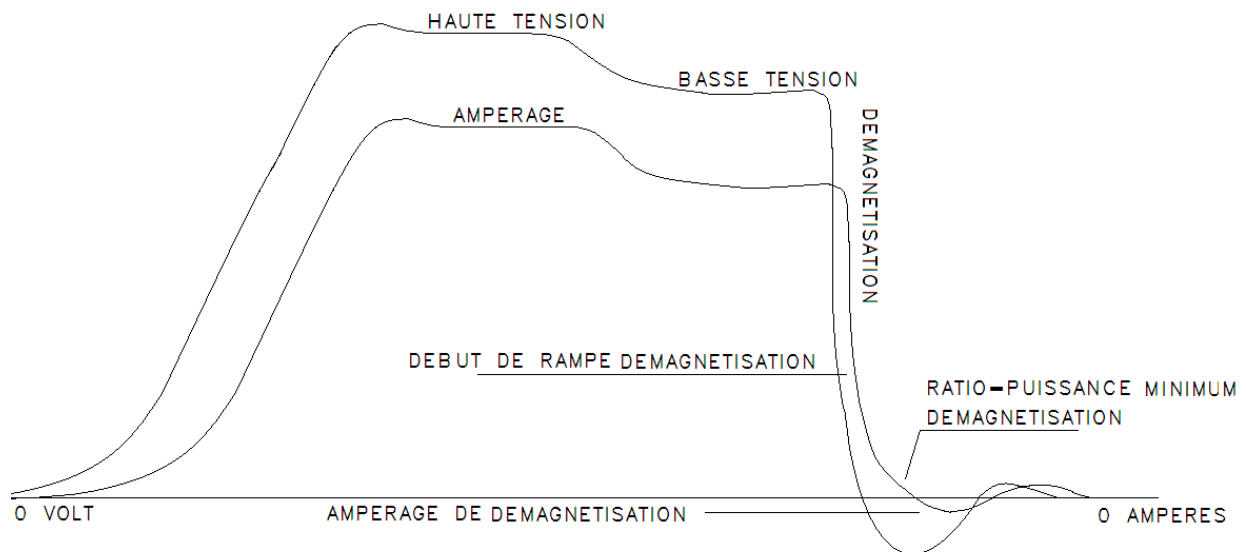 HAUTE TENSION
BASSE TENSION
AMPERAGE
DEMAGNETISATION
DEBUT DE RAMPE DEMAGNETISATION
RATIO-PUISSANCE MINIMUM
DEMAGNETISATION
0 VOLT
AMPERAGE DE DEMAGNETISATION
0 AMPERES